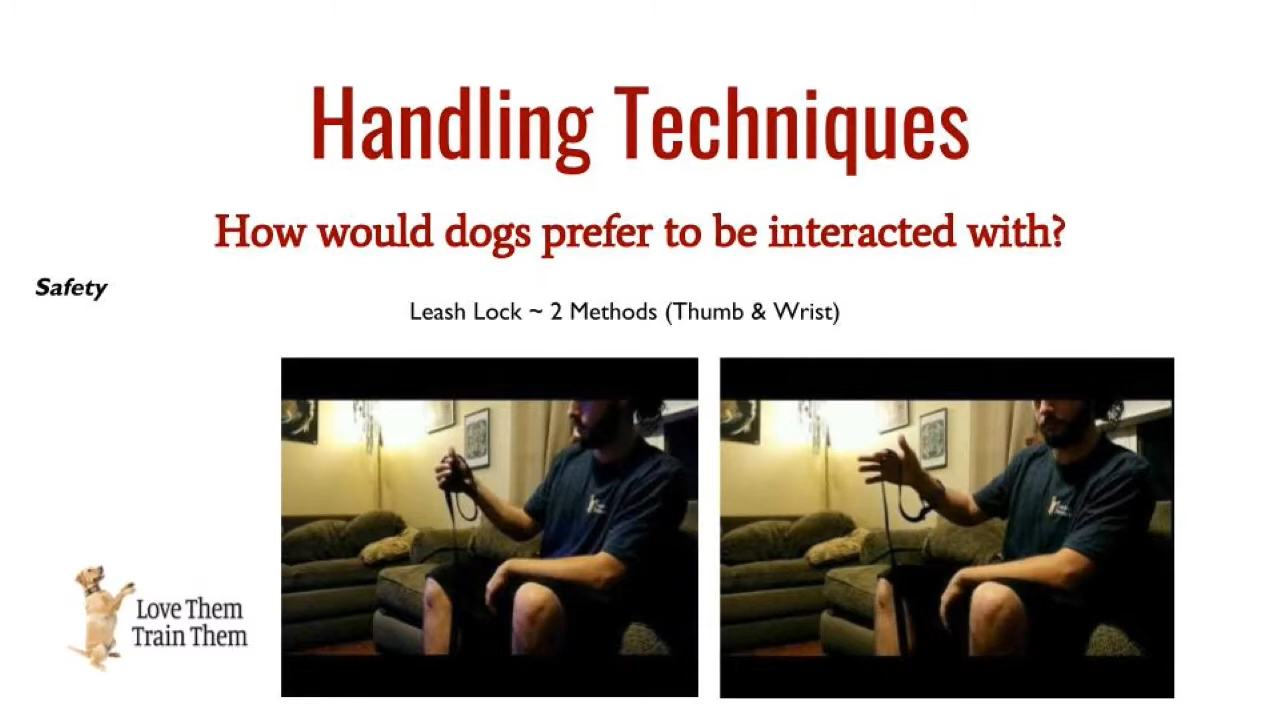 Handling Techniques
How would dogs prefer to be interacted with?
Safety
Leash Lock ~ 2 Methods (Thumb & Wrist)
Love Them
Train Them